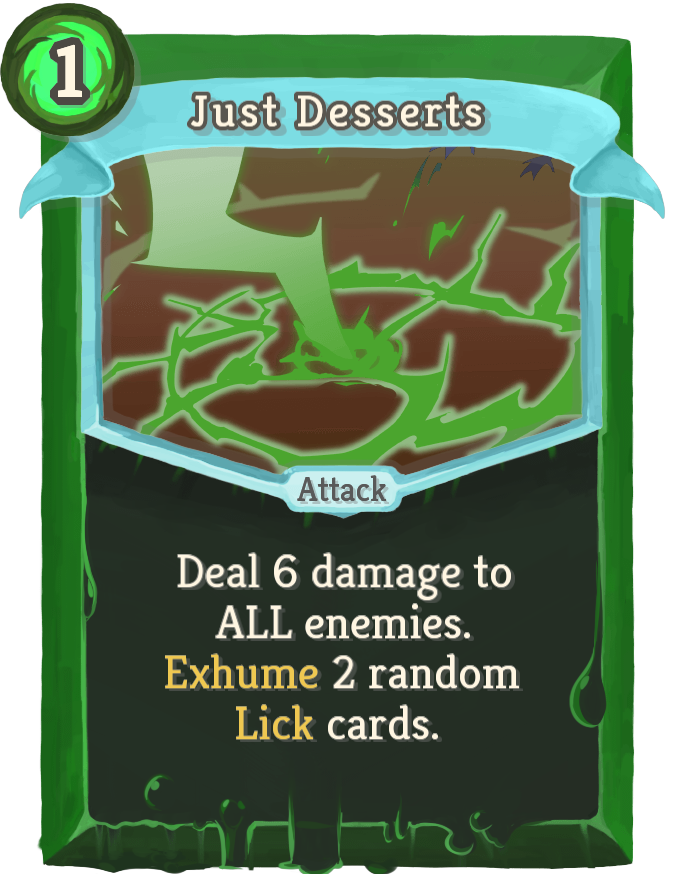 1
Just Desserts
Attack
Deal 6 damage to
ALL enemies.
Exhume 2 random
Lick cards.